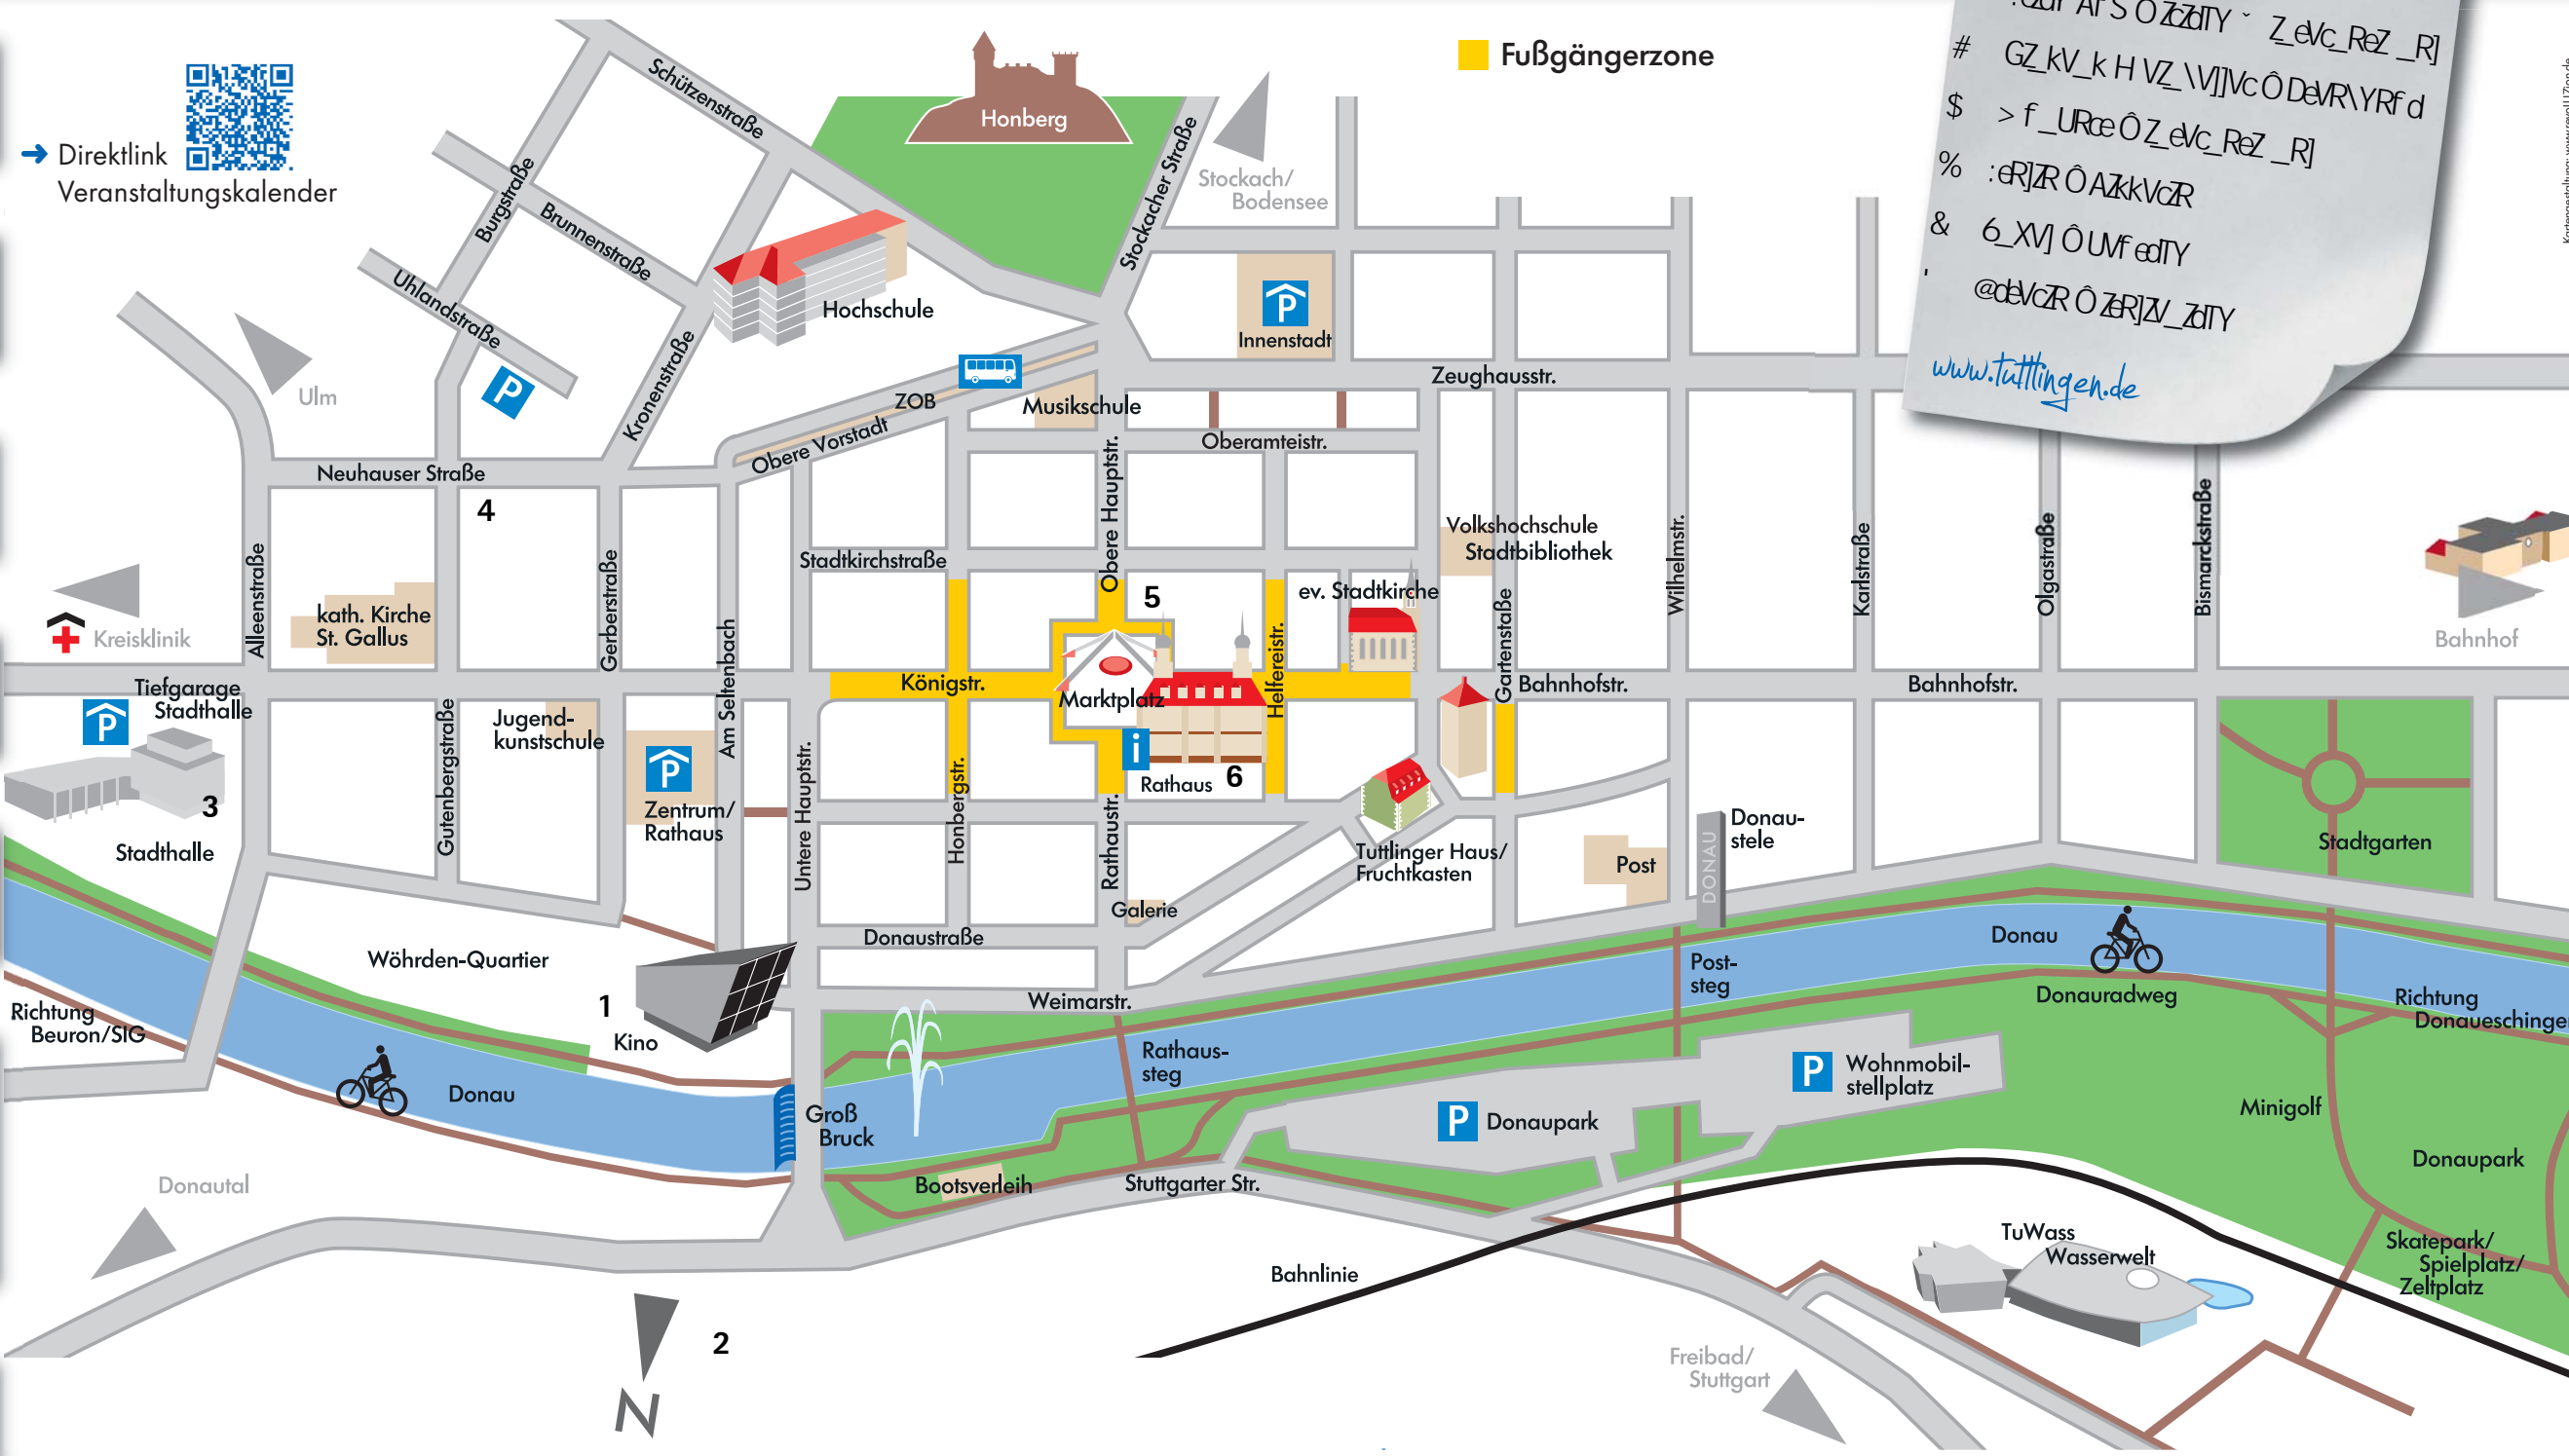 Fußgängerzone
→ Direktlink
Veranstaltungskalender
Schützenstraße
Honberg
Stockacher Straße
Stockach/
Bodensee
Burgstraße
Brunnenstraße
Uhlandstraße
Kronenstraße
Hochschule
P
Innenstadt
Ulm
P
ZOB
Obere Vorstadt
Musikschule
Zeughausstr.
Oberamteistr.
Neuhauser Straße
4
Obere Hauptstr.
Stadtkirchstraße
Volkshochschule
Stadtbibliothek
Wilhelmstr.
Karlstraße
Olgastraße
Bismarckstraße
Alleenstraße
Gerberstraße
kath. Kirche
St. Gallus
Kreisklinik
5
ev. Stadtkirche
Gartenstaße
Bahnhof
Am Seltenbach
Helfereistr.
Königstr.
Marktplatz
Bahnhofstr.
Bahnhofstr.
Tiefgarage
Stadthalle
P
3
Stadthalle
Gutenbergstraße
Jugend-
kunstschule
P
Zentrum/
Rathaus
Untere Hauptstr.
Honbergstr.
Rathaustr.
i
Rathaus
6
Tuttlinger Haus/
Fruchtkasten
Post
DONAU
Donau-
stele
Stadtgarten
Galerie
Donaustraße
Wöhrden-Quartier
1
Kino
Weimarstr.
Donau
Post-
steg
Donauradweg
Richtung
Beuron/SIG
Richtung
Rathaus-
steg
P
Wohnmobil-
stellplatz
P
Donaupark
Minigolf
Donau
Groß
Bruck
Donaupark
Donautal
Bootsverleih
Stuttgarter Str.
Bahnlinie
TuWass
Wasserwelt
Skatepark/
Spielplatz/
Zeltplatz
2
N
Freibad/
Stuttgart
www.tuttlingen.de